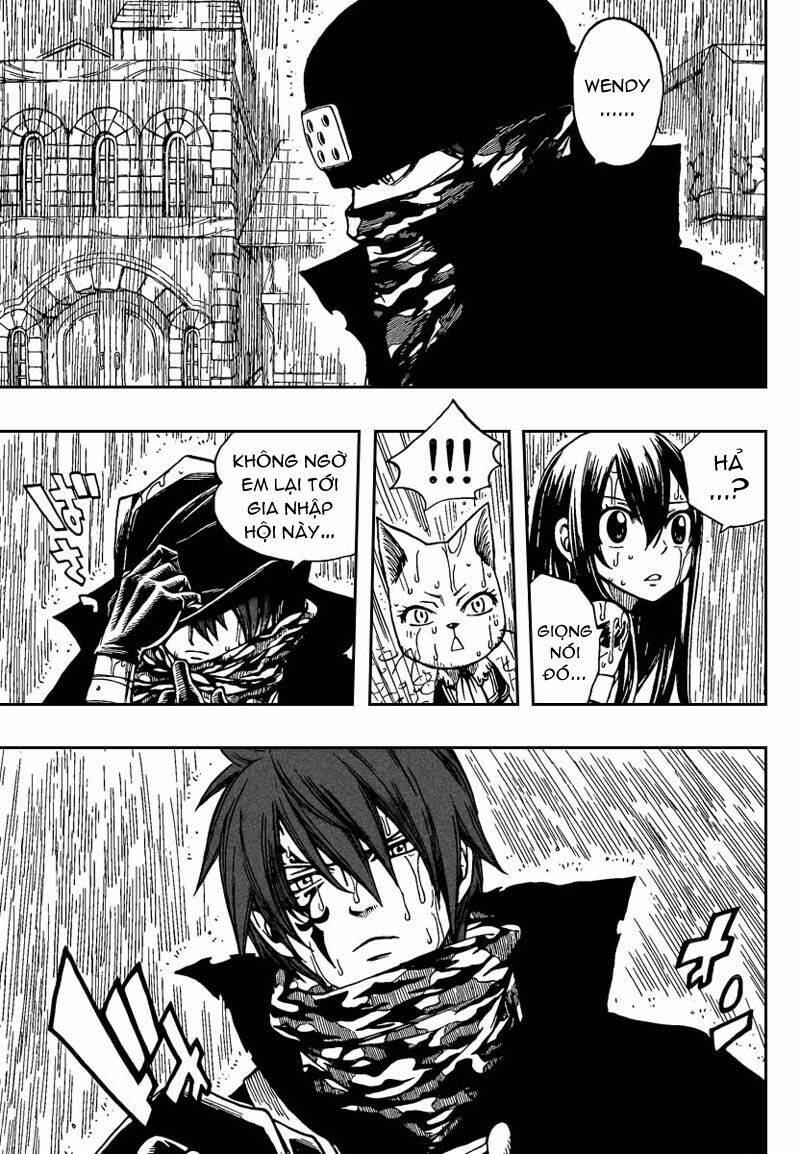 WENDY
......
HẢ
...?
GIỌNG
NÓI
ĐÓ...
!!!
KHÔNG NGỜ
EM LẠI TỚI
GIA NHẬP
HỘI NÀY...